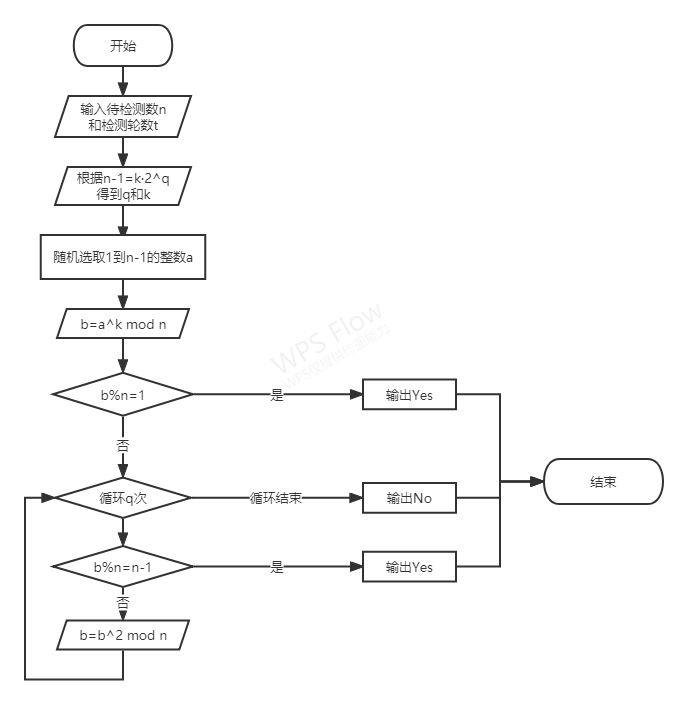 开始
输入待检测数n
和检测轮数t
根据n-1=k·2^q
得到q和k
随机选取1到n-1的整数a
b=a^k mod n
WPS Flow
WPS仅提供作图能力
b%n=1
是
输出Yes
否
循环q次
循环结束
输出No
结束
b%n=n-1
是
输出Yes
否
b=b^2 mod n